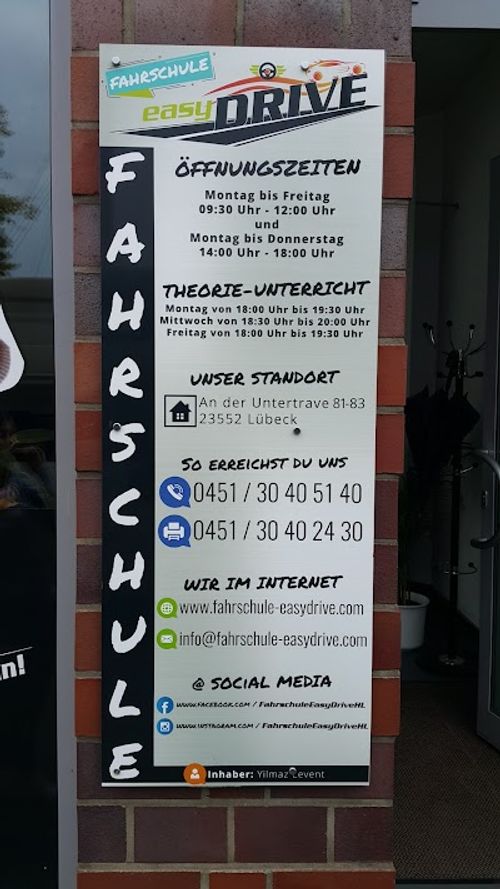 FAHRSCHULE
easyD.R.I.V.E
FAHRSCHULE
ÖFFNUNGSZEITEN
Montag bis Freitag
09:30 Uhr - 12:00 Uhr
und
Montag bis Donnerstag
14:00 Uhr - 18:00 Uhr
THEORIE-UNTERRICHT
Montag von 18:00 Uhr bis 19:30 Uhr
Mittwoch von 18:30 Uhr bis 20:00 Uhr
Freitag von 18:00 Uhr bis 19:30 Uhr
UNSER STANDORT
An der Untertrave 81-83
23552 Lübeck
SO ERREICHST DU UNS
0451 / 30 40 51 40
0451 / 30 40 24 30
WIR IM INTERNET
www.fahrschule-easydrive.com
info@fahrschule-easydrive.com
@ SOCIAL MEDIA
WWW.FACEBOOK.COM / FahrschuleEasyDriveHL
WWW.INSTAGRAM.COM / FahrschuleEasyDriveHL
Inhaber: Yilmaz Levent